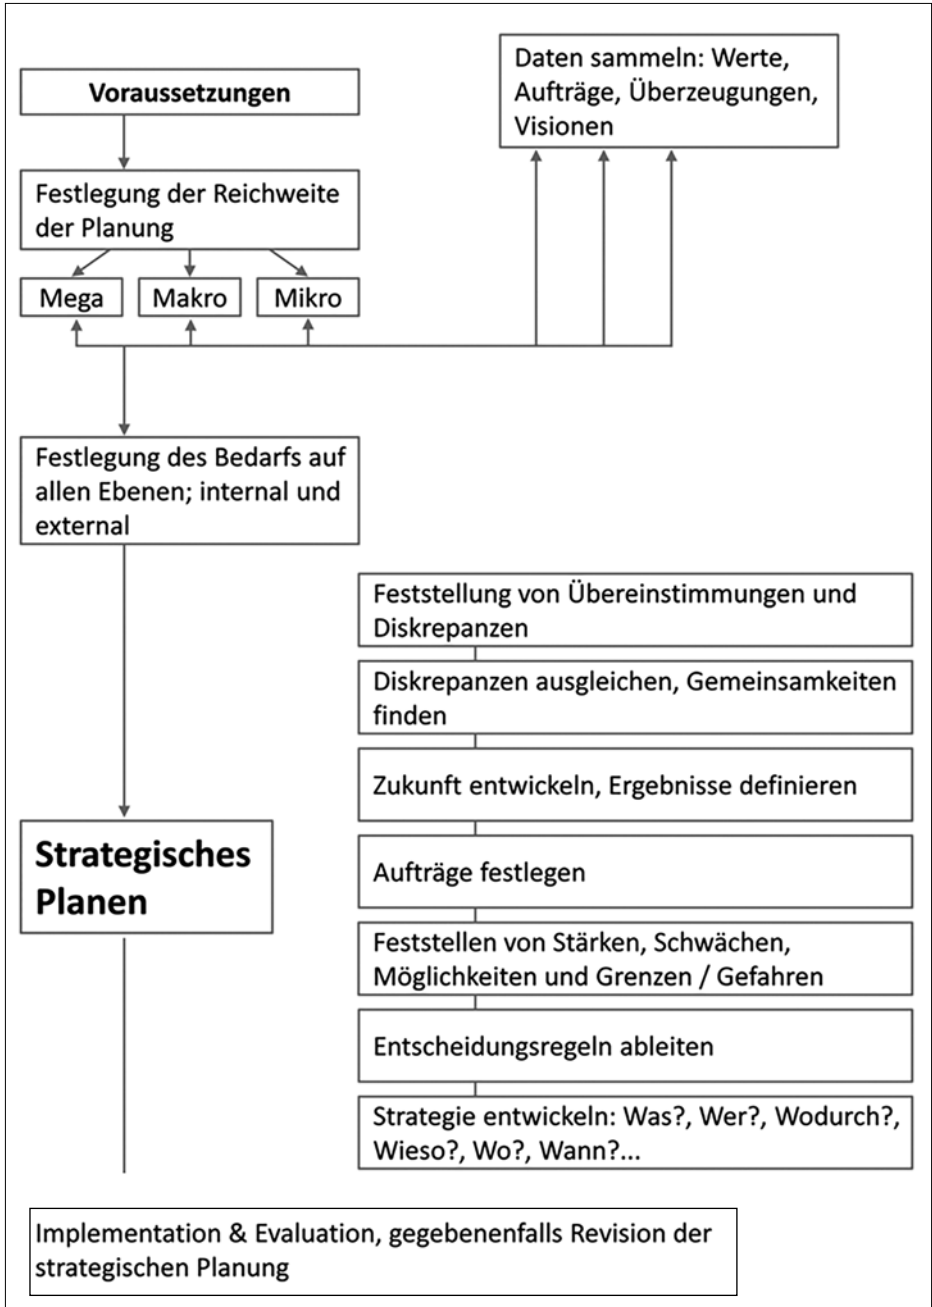 Voraussetzungen
Daten sammeln: Werte,
Aufträge, Überzeugungen,
Visionen
Festlegung der Reichweite
der Planung
Mega
Makro
Mikro
Festlegung des Bedarfs auf
allen Ebenen; internal und
external
Feststellung von Übereinstimmungen und
Diskrepanzen
Diskrepanzen ausgleichen, Gemeinsamkeiten
finden
Zukunft entwickeln, Ergebnisse definieren
Strategisches
Planen
Aufträge festlegen
Feststellen von Stärken, Schwächen,
Möglichkeiten und Grenzen / Gefahren
Entscheidungsregeln ableiten
Strategie entwickeln: Was?, Wer?, Wodurch?,
Wieso?, Wo?, Wann?...
Implementation & Evaluation, gegebenenfalls Revision der
strategischen Planung